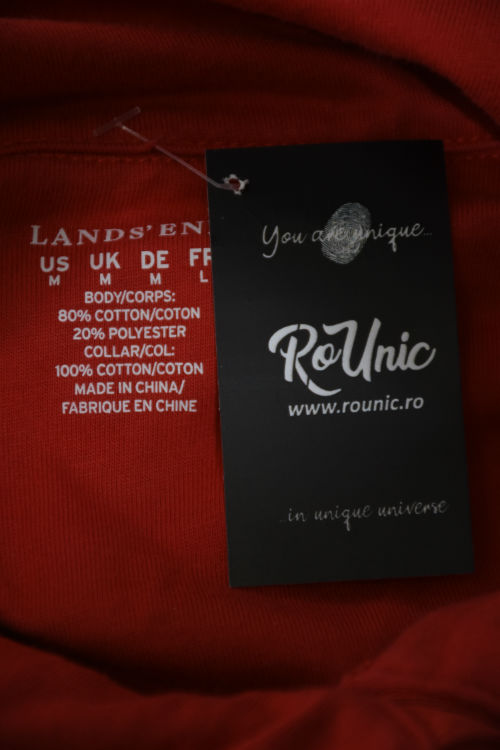 LANDS' EN
US UK DE FR
M M M L
BODY/CORPS:
80% COTTON/COTON
20% POLYESTER
COLLAR/COL:
100% COTTON/COTON
MADE IN CHINA/
FABRIQUE EN CHINE
You are unique...
RoUnic
www.rounic.ro
...in unique universe